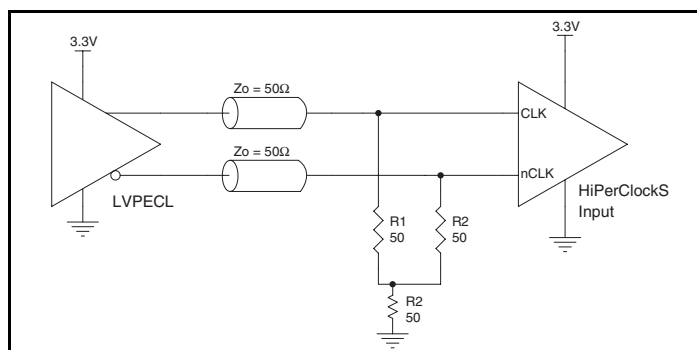 3.3V
3.3V
Zo = 50Ω
CLK
Zo = 50Ω
nCLK
LVPECL
HiPerClockS
Input
R1
50
R2
50
R2
50